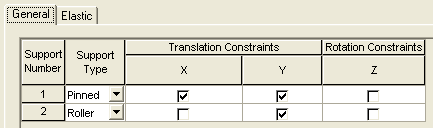 General Elastic
Support Number Support Type Translation Constraints Rotation Constraints
X Y Z
1 Pinned
2 Roller